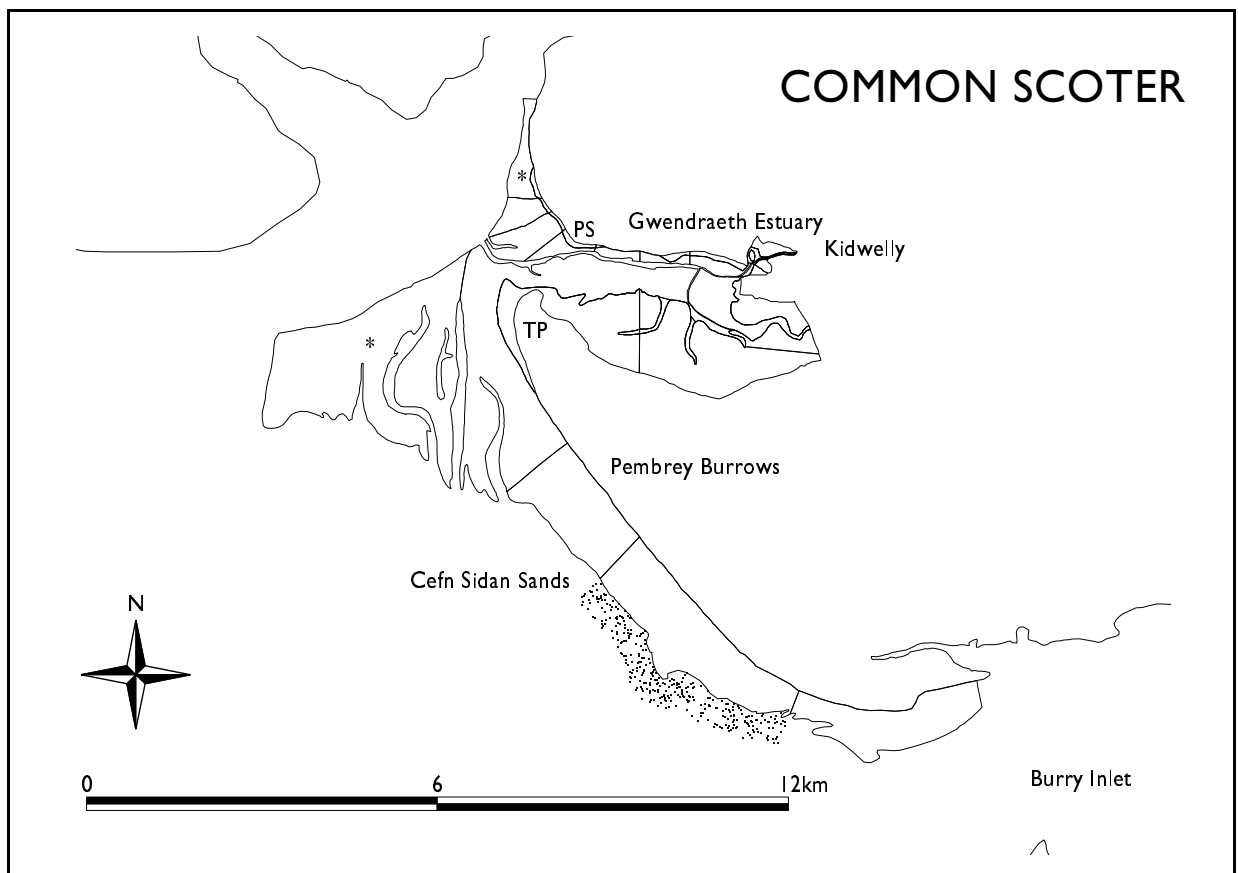 COMMON SCOTER
*
PS
Gwendraeth Estuary
Kidwelly
TP
*
Pembrey Burrows
Cefn Sidan Sands
N
0 6 12km
Burry Inlet